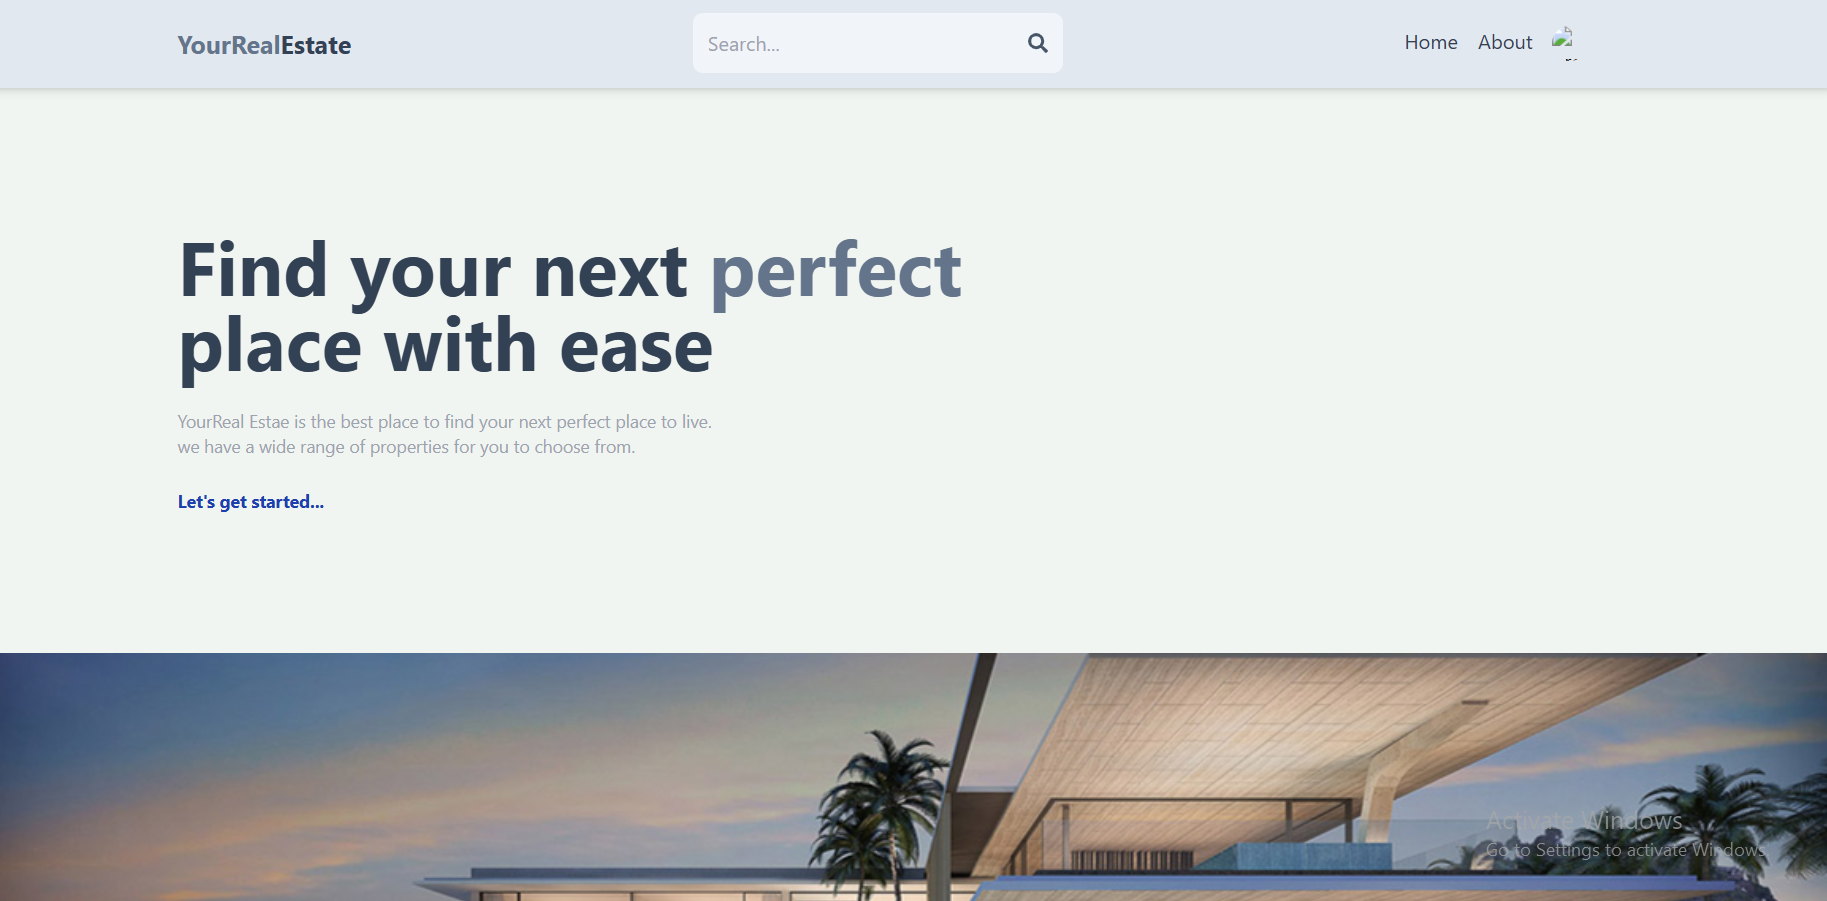 YourRealEstate
Search...
Home
About
Find your next perfect
place with ease
YourReal Estae is the best place to find your next perfect place to live.
we have a wide range of properties for you to choose from.
Let's get started...
Activate Windows
Go to Settings to activate Windows.